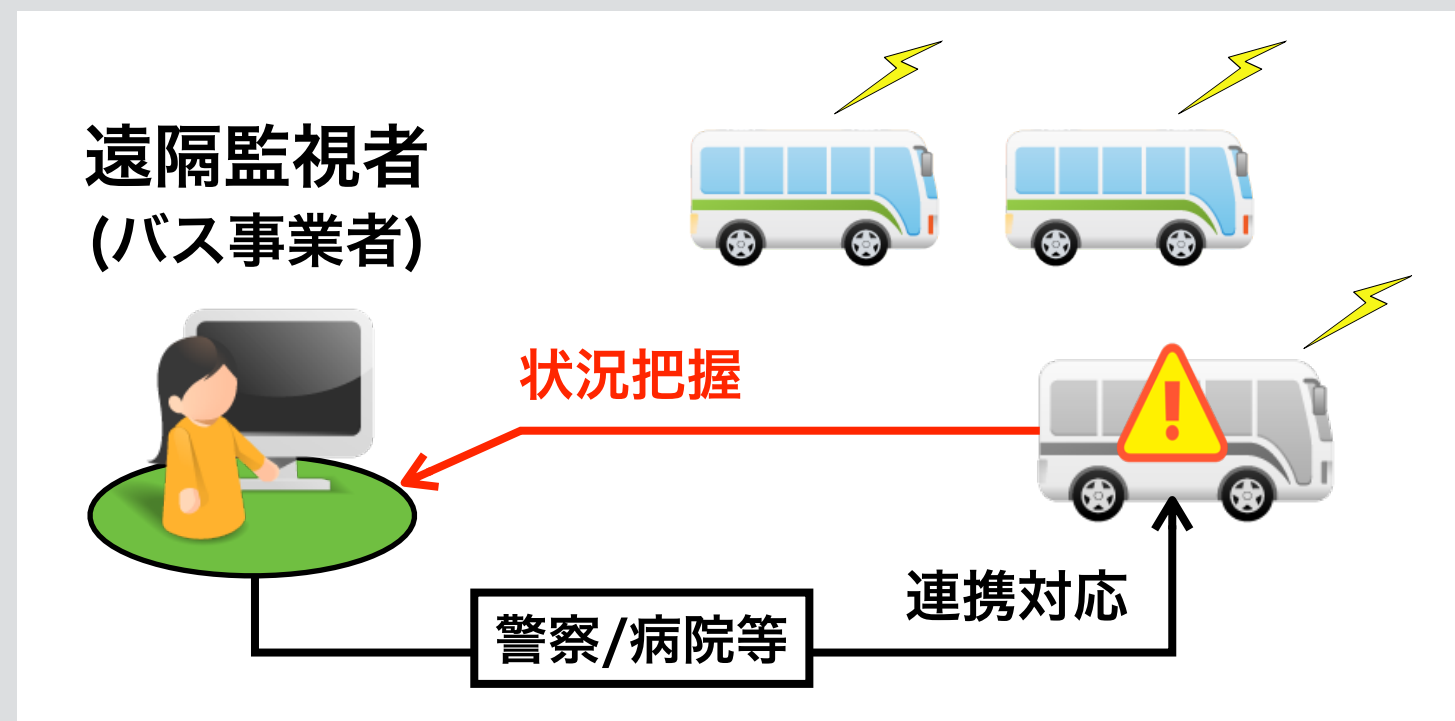 遠隔監視者
(バス事業者)
状況把握
連携対応
警察/病院等